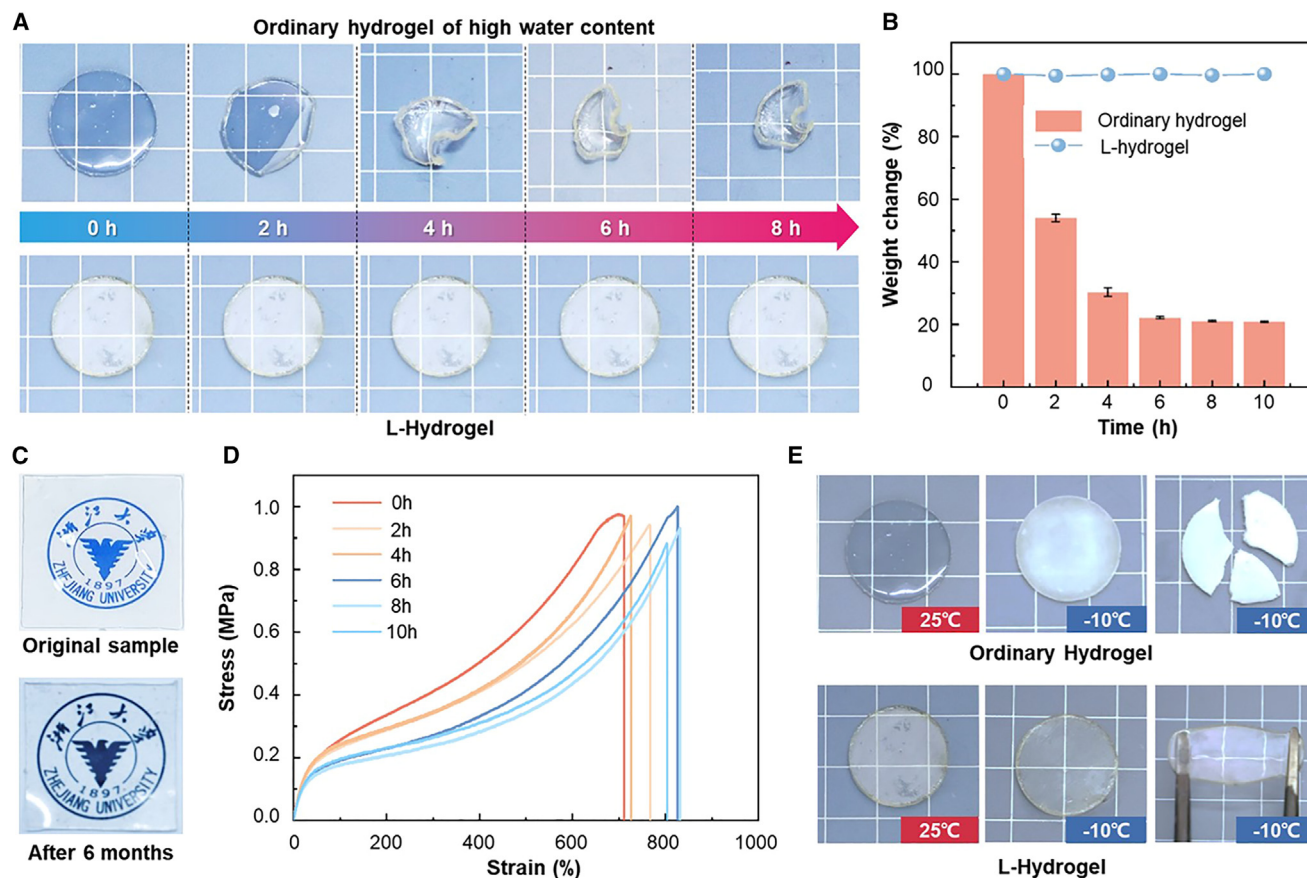 A
Ordinary hydrogel of high water content
0 h 2 h 4 h 6 h 8 h
L-Hydrogel
B
Weight change (%)
100
80
60
40
20
0
Ordinary hydrogel
L-hydrogel
0 2 4 6 8 10
Time (h)
C
浙江大学
1897
ZHEJIANG UNIVERSITY
Original sample
浙江大学
1897
ZHEJIANG UNIVERSITY
After 6 months
D
Stress (MPa)
1.0
0.8
0.6
0.4
0.2
0.0
0h
2h
4h
6h
8h
10h
0 200 400 600 800 1000
Strain (%)
E
25℃ -10℃ -10℃
Ordinary Hydrogel
25℃ -10℃ -10℃
L-Hydrogel